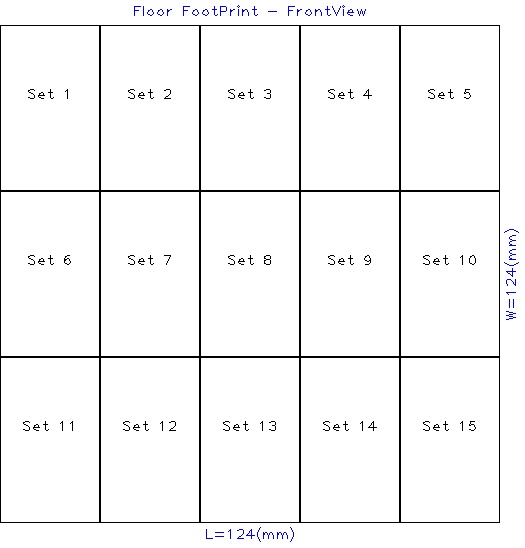 Floor FootPrint - FrontView
Set 1 Set 2 Set 3 Set 4 Set 5
Set 6 Set 7 Set 8 Set 9 Set 10
W=124(mm)
Set 11 Set 12 Set 13 Set 14 Set 15
L=124(mm)